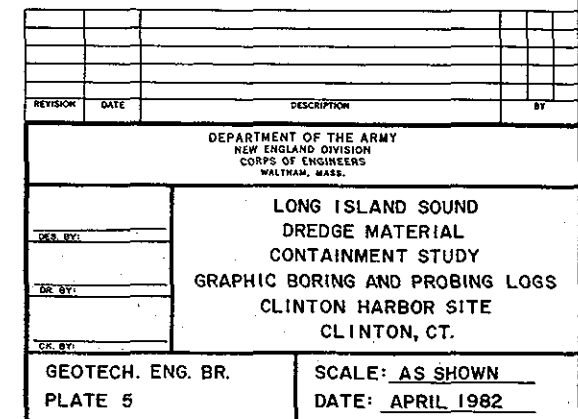 REVISION DATE DESCRIPTION BY
DEPARTMENT OF THE ARMY
NEW ENGLAND DIVISION
CORPS OF ENGINEERS
WALTHAM, MASS.
DES. BY:
DR. BY:
CK. BY:
LONG ISLAND SOUND
DREDGE MATERIAL
CONTAINMENT STUDY
GRAPHIC BORING AND PROBING LOGS
CLINTON HARBOR SITE
CLINTON, CT.
GEOTECH. ENG. BR.
PLATE 5
SCALE: AS SHOWN
DATE: APRIL 1982